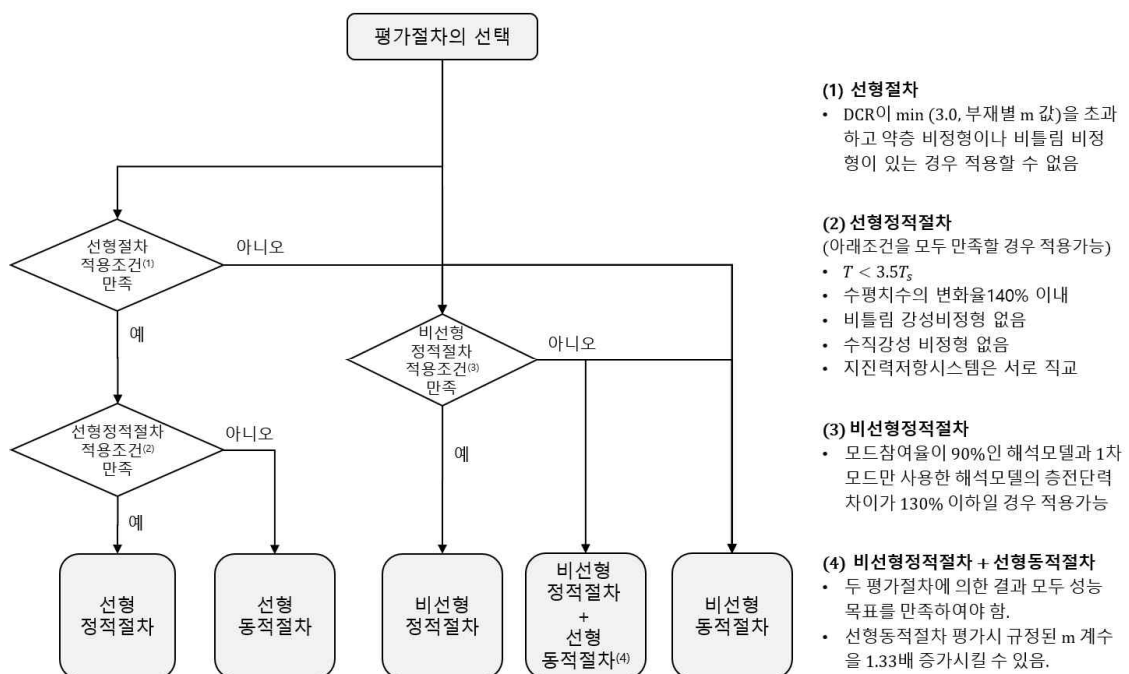 평가절차의 선택
선형절차
적용조건(1)
만족
아니오
예
선형정적절차
적용조건(2)
만족
아니오
예
비선형
정적절차
적용조건(3)
만족
아니오
예
선형
정적절차
선형
동적절차
비선형
정적절차
비선형
정적절차
+
선형
동적절차(4)
비선형
동적절차
(1) 선형절차
• DCR이 min (3.0, 부재별 m 값)을 초과
하고 약층 비정형이나 비틀림 비정
형이 있는 경우 적용할 수 없음
(2) 선형정적절차
(아래조건을 모두 만족할 경우 적용가능)
• T < 3.5Ts
• 수평치수의 변화율140% 이내
• 비틀림 강성비정형 없음
• 수직강성 비정형 없음
• 지진력저항시스템은 서로 직교
(3) 비선형정적절차
• 모드참여율이 90%인 해석모델과 1차
모드만 사용한 해석모델의 층전단력
차이가 130% 이하일 경우 적용가능
(4) 비선형정적절차 + 선형동적절차
• 두 평가절차에 의한 결과 모두 성능
목표를 만족하여야 함.
• 선형동적절차 평가시 규정된 m 계수
을 1.33배 증가시킬 수 있음.